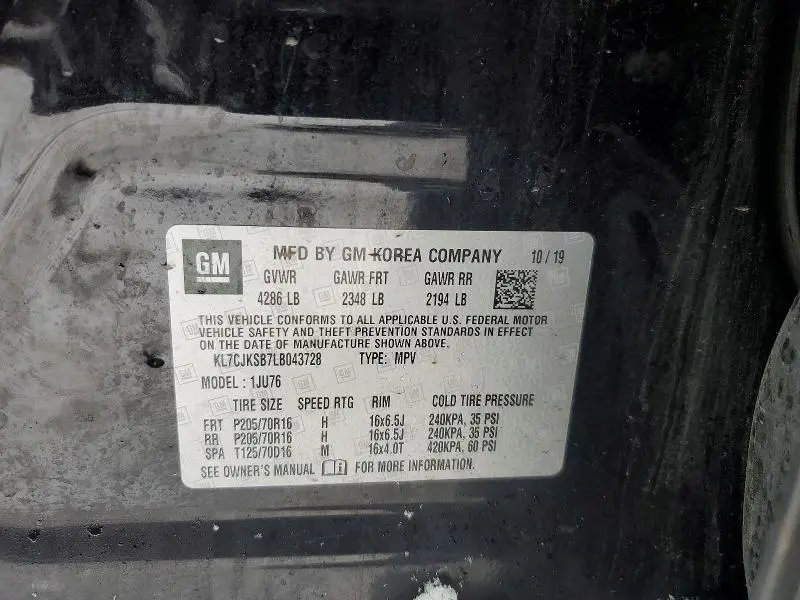 GM MFD BY GM KOREA COMPANY 10 / 19
GVWR GAWR FRT GAWR RR
4286 LB 2348 LB 2194 LB
THIS VEHICLE CONFORMS TO ALL APPLICABLE U.S. FEDERAL MOTOR
VEHICLE SAFETY AND THEFT PREVENTION STANDARDS IN EFFECT
ON THE DATE OF MANUFACTURE SHOWN ABOVE.
KL7CJKSB7LB043728 TYPE: MPV
MODEL : 1JU76
TIRE SIZE SPEED RTG RIM COLD TIRE PRESSURE
FRT P205/70R16 H 16x6.5J 240KPA, 35 PSI
RR P205/70R16 H 16x6.5J 240KPA, 35 PSI
SPA T125/70D16 M 16x4.0T 420KPA, 60 PSI
SEE OWNER'S MANUAL FOR MORE INFORMATION.